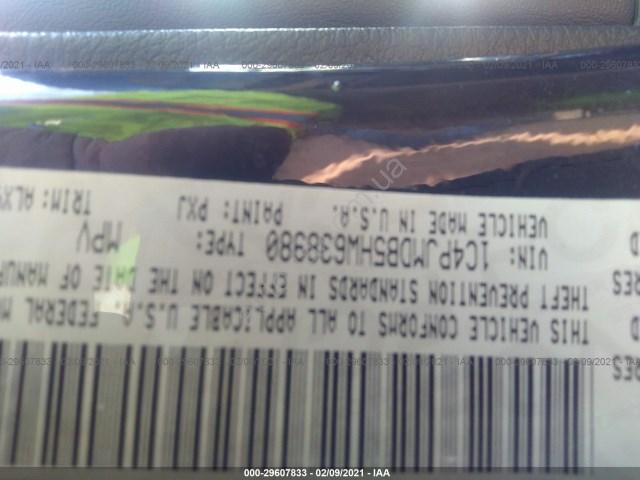 THIS VEHICLE CONFORMS TO ALL APPLICABLE U.S.A. FEDERAL
THEFT PREVENTION STANDARDS IN EFFECT ON THE DATE OF MANUF
VIN: 1C4PJMDB5HW638980 TYPE: MPV
VEHICLE MADE IN U.S.A. PAINT: PXJ TRIM: ALX
000-29607833 - 02/09/2021 - IAA